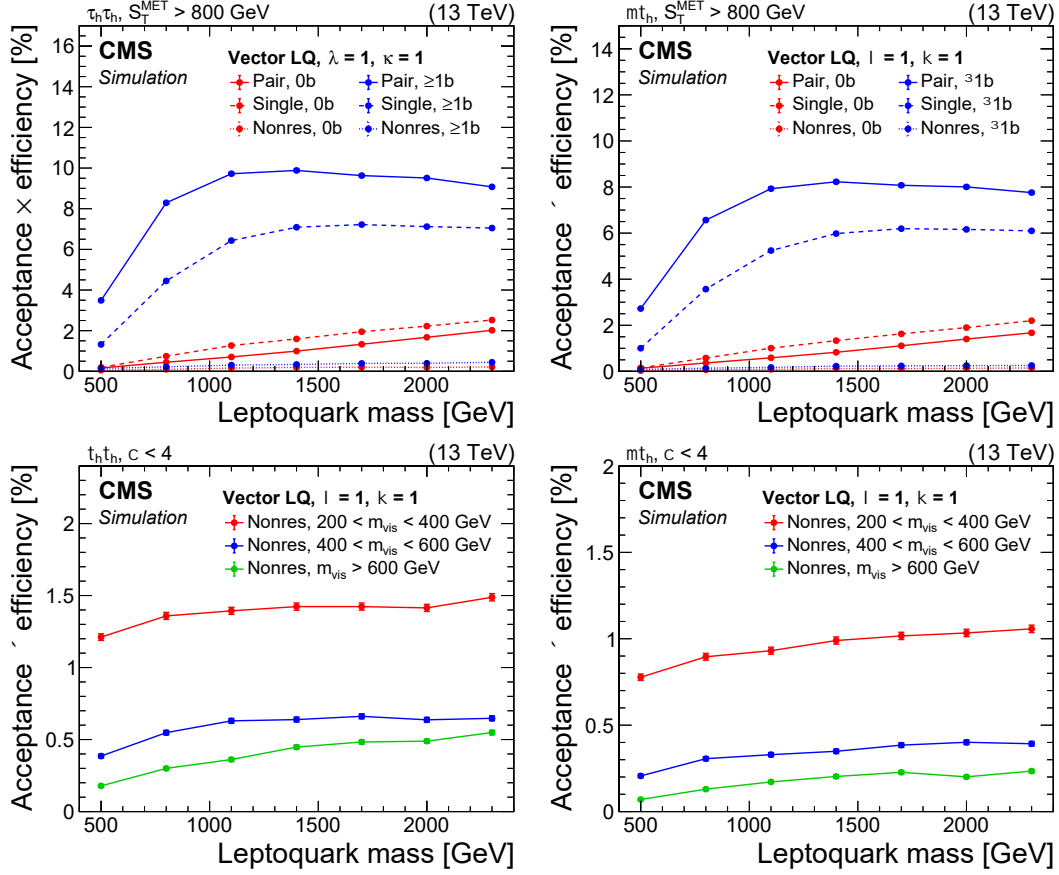 τhτh, S_T^MET > 800 GeV (13 TeV)
CMS
Simulation
Vector LQ, λ = 1, κ = 1
Pair, 0b Pair, ≥1b
Single, 0b Single, ≥1b
Nonres, 0b Nonres, ≥1b
Acceptance × efficiency [%]
16
14
12
10
8
6
4
2
0
500 1000 1500 2000
Leptoquark mass [GeV]
mth, S_T^MET > 800 GeV (13 TeV)
CMS
Simulation
Vector LQ, l = 1, k = 1
Pair, 0b Pair, ³1b
Single, 0b Single, ³1b
Nonres, 0b Nonres, ³1b
Acceptance ´ efficiency [%]
14
12
10
8
6
4
2
0
500 1000 1500 2000
Leptoquark mass [GeV]
thth, c < 4 (13 TeV)
CMS
Simulation
Vector LQ, l = 1, k = 1
Nonres, 200 < mvis < 400 GeV
Nonres, 400 < mvis < 600 GeV
Nonres, mvis > 600 GeV
Acceptance ´ efficiency [%]
2
1.5
1
0.5
0
500 1000 1500 2000
Leptoquark mass [GeV]
mth, c < 4 (13 TeV)
CMS
Simulation
Vector LQ, l = 1, k = 1
Nonres, 200 < mvis < 400 GeV
Nonres, 400 < mvis < 600 GeV
Nonres, mvis > 600 GeV
Acceptance ´ efficiency [%]
2
1.5
1
0.5
0
500 1000 1500 2000
Leptoquark mass [GeV]